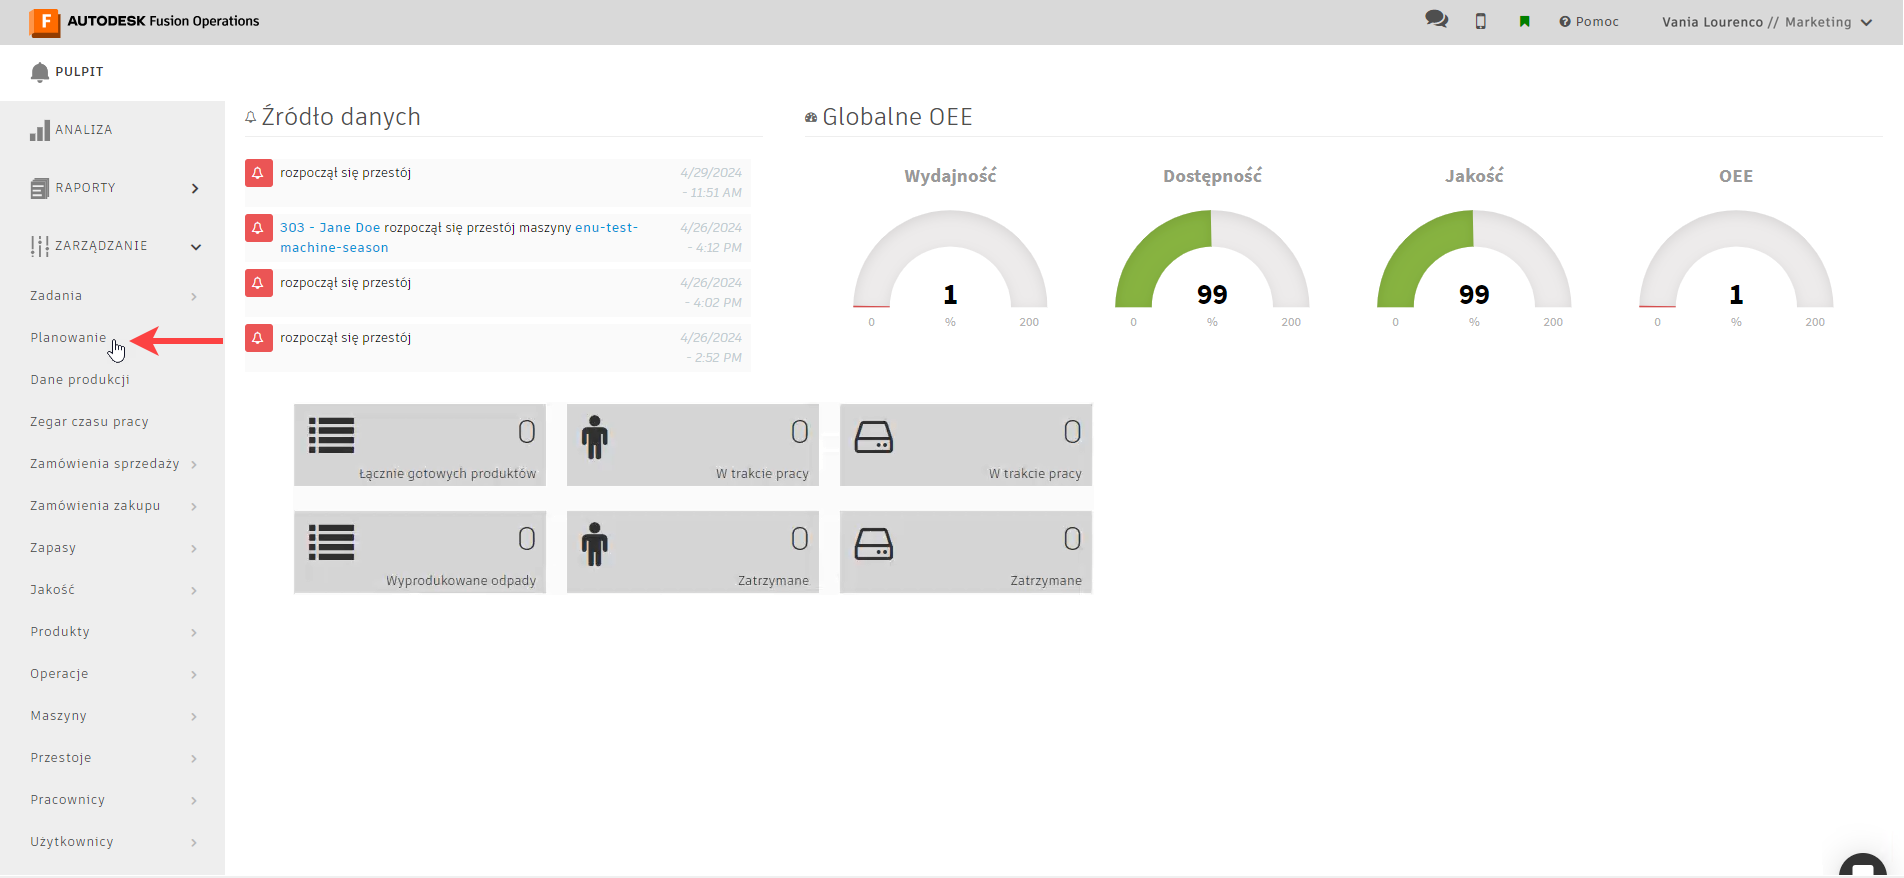 F AUTODESK Fusion Operations
Pomoc
Vania Lourenco // Marketing
PULPIT
ANALIZA
RAPORTY
ZARZĄDZANIE
Zadania
Planowanie
Dane produkcji
Zegar czasu pracy
Zamówienia sprzedaży
Zamówienia zakupu
Zapasy
Jakość
Produkty
Operacje
Maszyny
Przestoje
Pracownicy
Użytkownicy
Źródło danych
rozpoczął się przestój
4/29/2024
- 11:51 AM
303 - Jane Doe rozpoczął się przestój maszyny enu-test-
machine-season
4/26/2024
- 4:12 PM
rozpoczął się przestój
4/26/2024
- 4:02 PM
rozpoczął się przestój
4/26/2024
- 2:52 PM
Globalne OEE
Wydajność
1
0 % 200
Dostępność
99
0 % 200
Jakość
99
0 % 200
OEE
1
0 % 200
0
Łącznie gotowych produktów
0
W trakcie pracy
0
W trakcie pracy
0
Wyprodukowane odpady
0
Zatrzymane
0
Zatrzymane